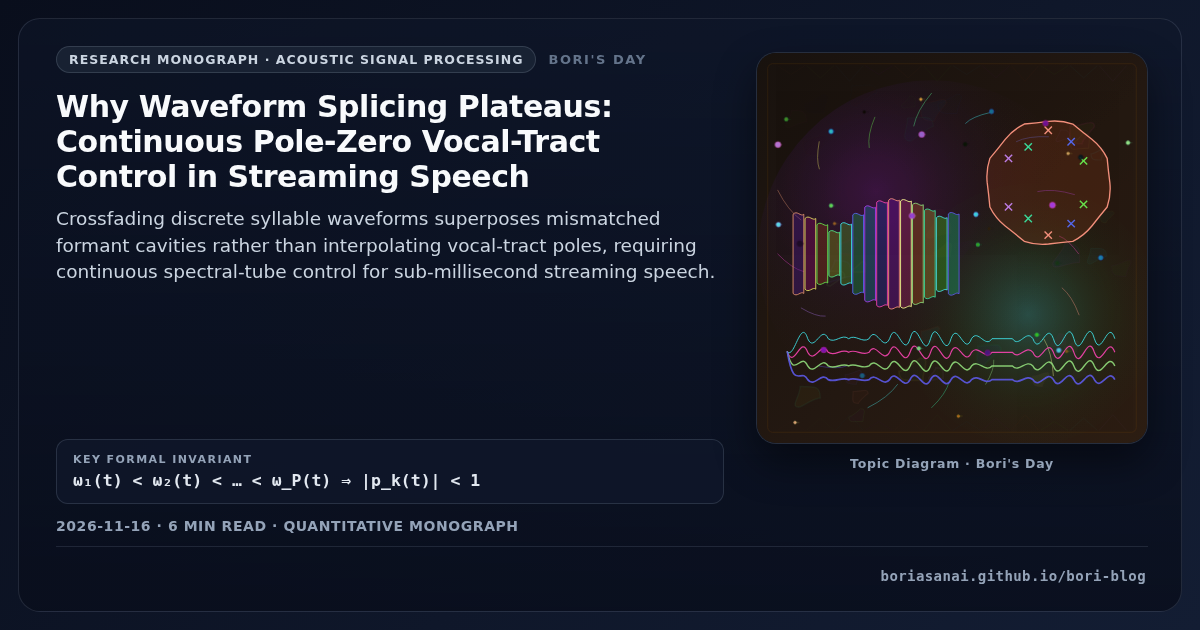 RESEARCH MONOGRAPH · ACOUSTIC SIGNAL PROCESSING
BORI'S DAY
Why Waveform Splicing Plateaus:
Continuous Pole-Zero Vocal-Tract
Control in Streaming Speech
Crossfading discrete syllable waveforms superposes mismatched
formant cavities rather than interpolating vocal-tract poles, requiring
continuous spectral-tube control for sub-millisecond streaming speech.
KEY FORMAL INVARIANT
ω₁(t) < ω₂(t) < … < ω_P(t) ⇒ |p_k(t)| < 1
2026-11-16 · 6 MIN READ · QUANTITATIVE MONOGRAPH
Topic Diagram · Bori's Day
boriasanai.github.io/bori-blog